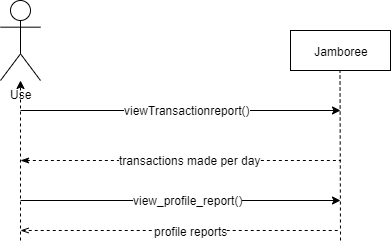 Jamboree
Use
viewTransactionreport()
transactions made per day
view_profile_report()
profile reports